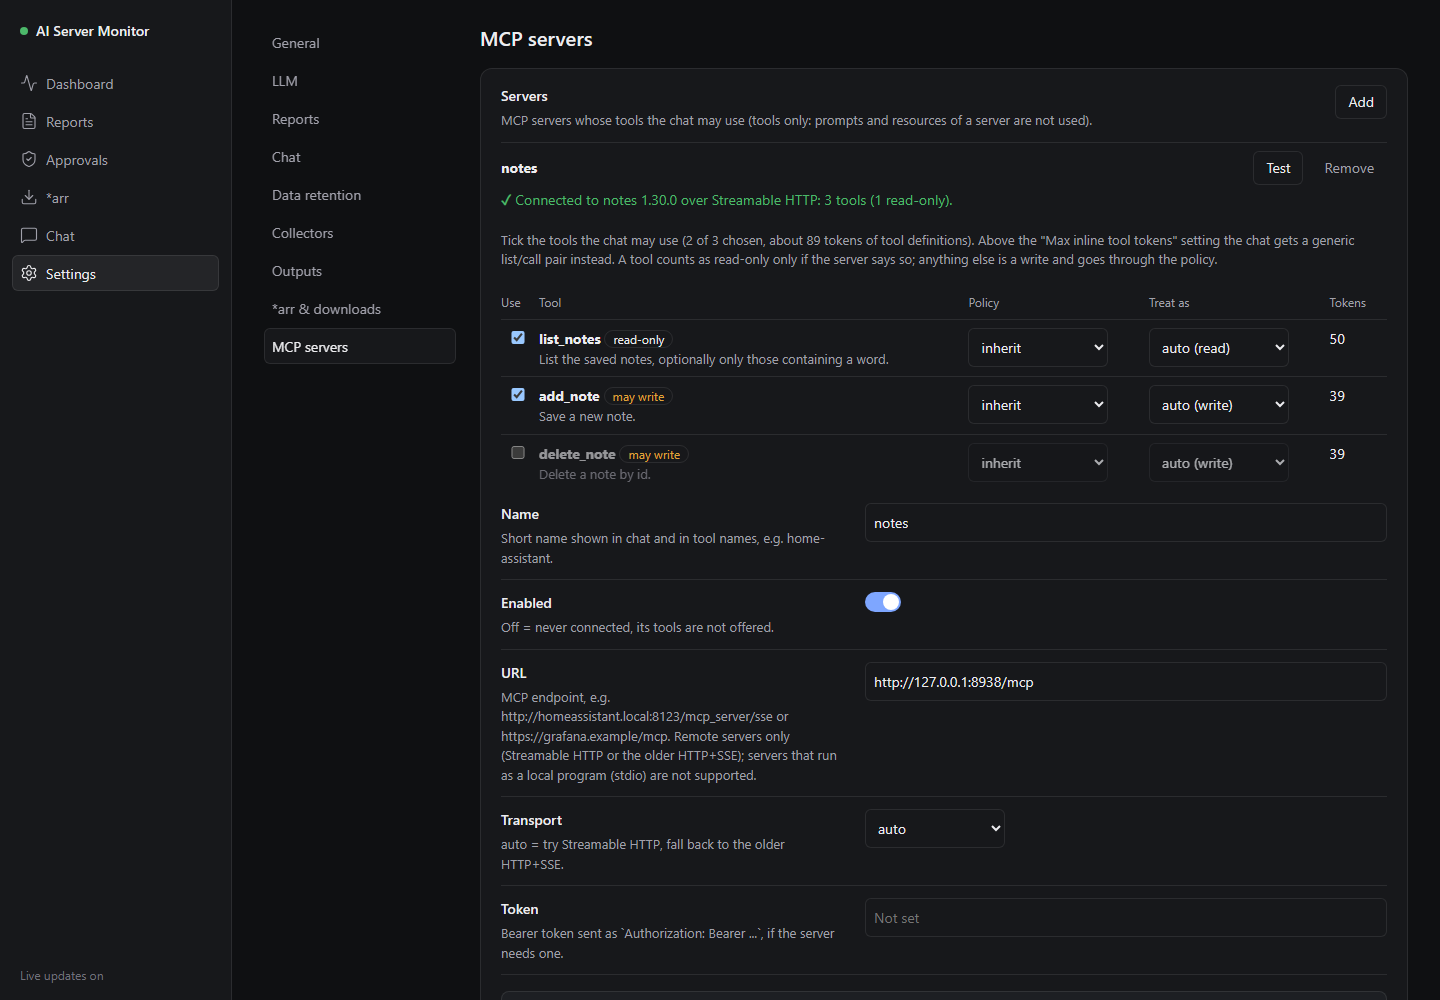 AI Server Monitor
Dashboard
Reports
Approvals
*arr
Chat
Settings
Live updates on
General
LLM
Reports
Chat
Data retention
Collectors
Outputs
*arr & downloads
MCP servers
MCP servers
Servers
Add
MCP servers whose tools the chat may use (tools only: prompts and resources of a server are not used).
notes
Test
Remove
✓ Connected to notes 1.30.0 over Streamable HTTP: 3 tools (1 read-only).
Tick the tools the chat may use (2 of 3 chosen, about 89 tokens of tool definitions). Above the "Max inline tool tokens" setting the chat gets a generic
list/call pair instead. A tool counts as read-only only if the server says so; anything else is a write and goes through the policy.
Use Tool Policy Treat as Tokens
list_notes read-only inherit auto (read) 50
List the saved notes, optionally only those containing a word.
add_note may write inherit auto (write) 39
Save a new note.
delete_note may write inherit auto (write) 39
Delete a note by id.
Name
Short name shown in chat and in tool names, e.g. home-
assistant.
notes
Enabled
Off = never connected, its tools are not offered.
URL
MCP endpoint, e.g.
http://homeassistant.local:8123/mcp_server/sse or
https://grafana.example/mcp. Remote servers only
(Streamable HTTP or the older HTTP+SSE); servers that run
as a local program (stdio) are not supported.
http://127.0.0.1:8938/mcp
Transport
auto = try Streamable HTTP, fall back to the older
HTTP+SSE.
auto
Token
Bearer token sent as `Authorization: Bearer ...`, if the server
needs one.
Not set